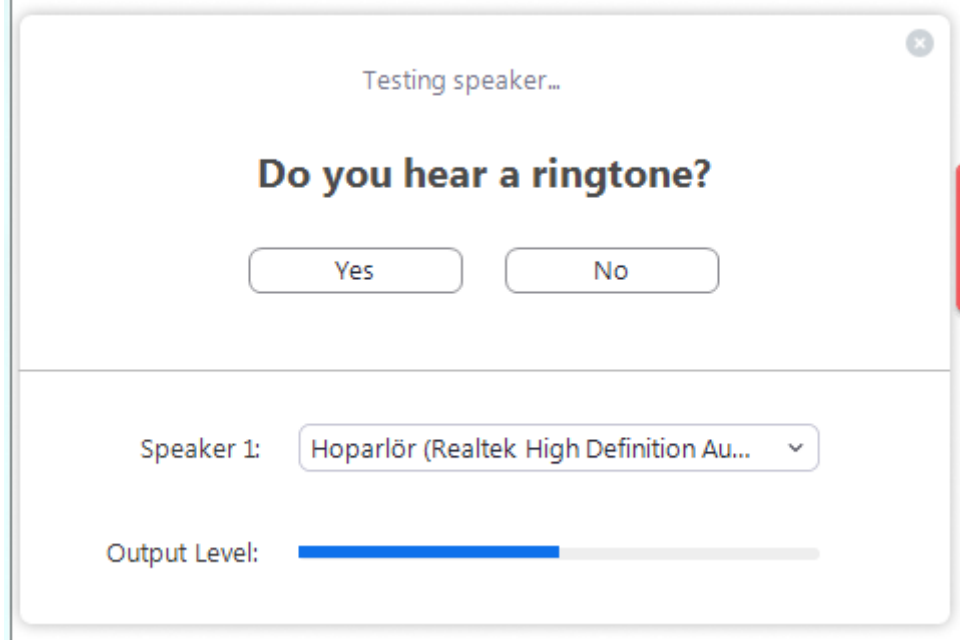 Testing speaker...
Do you hear a ringtone?
Yes No
Speaker 1: Hoparlör (Realtek High Definition Au...
Output Level: